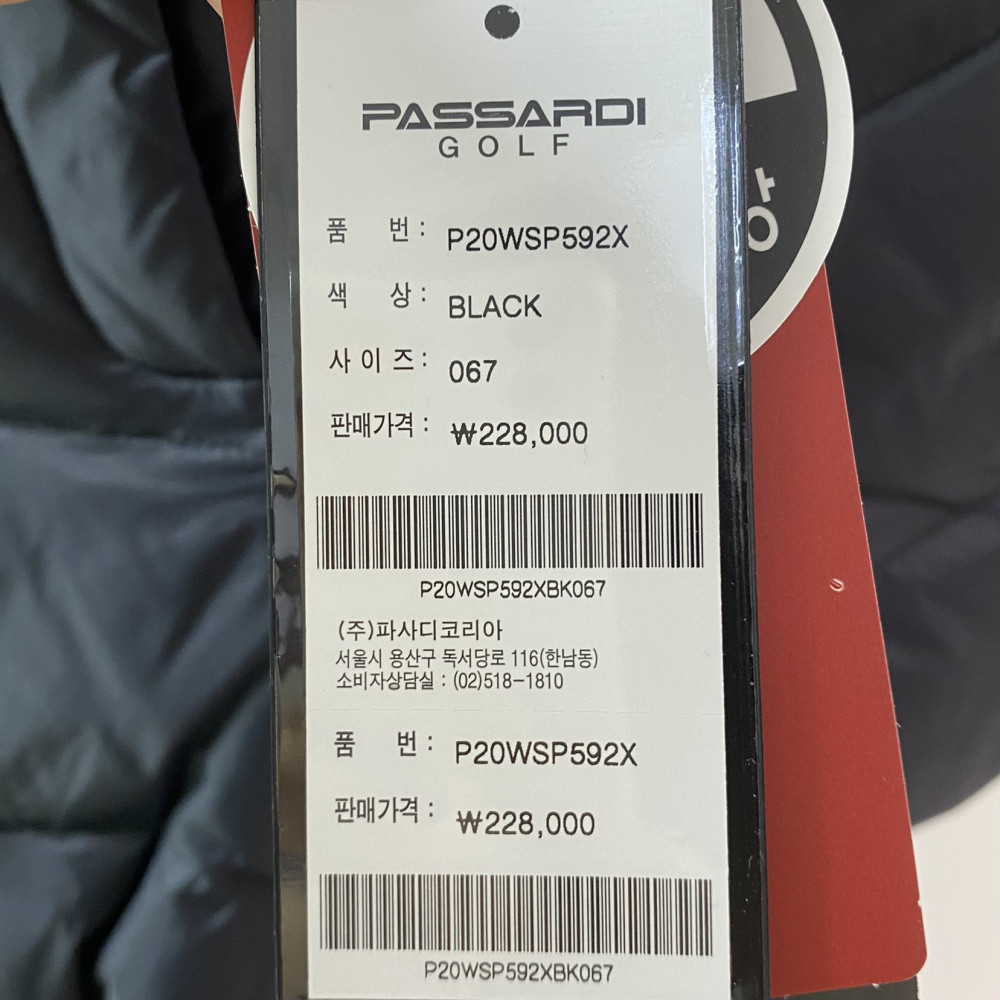 PASSARDI
GOLF
품 번 : P20WSP592X
색 상 : BLACK
사 이 즈 : 067
판매가격 : ₩228,000
P20WSP592XBK067
(주)파사디코리아
서울시 용산구 독서당로 116(한남동)
소비자상담실 : (02)518-1810
품 번 : P20WSP592X
판매가격 : ₩228,000
P20WSP592XBK067